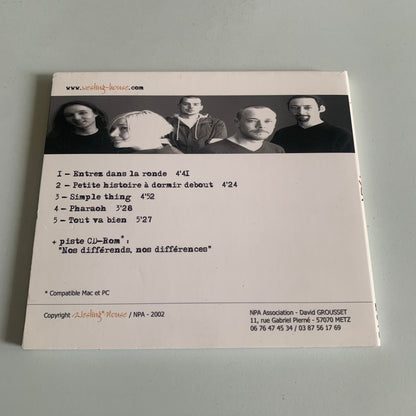 www.Nesling-house.com
1 - Entrez dans la ronde 4'41
2 - Petite histoire à dormir debout 4'24
3 - Simple thing 4'52
4 - Pharaoh 3'28
5 - Tout va bien 5'27
+ piste CD-Rom* :
"Nos différends, nos différences"
* Compatible Mac et PC
Copyright Nesling' House / NPA - 2002
NPA Association - David GROUSSET
11, rue Gabriel Pierné - 57070 METZ
06 76 47 45 34 / 03 87 56 17 69